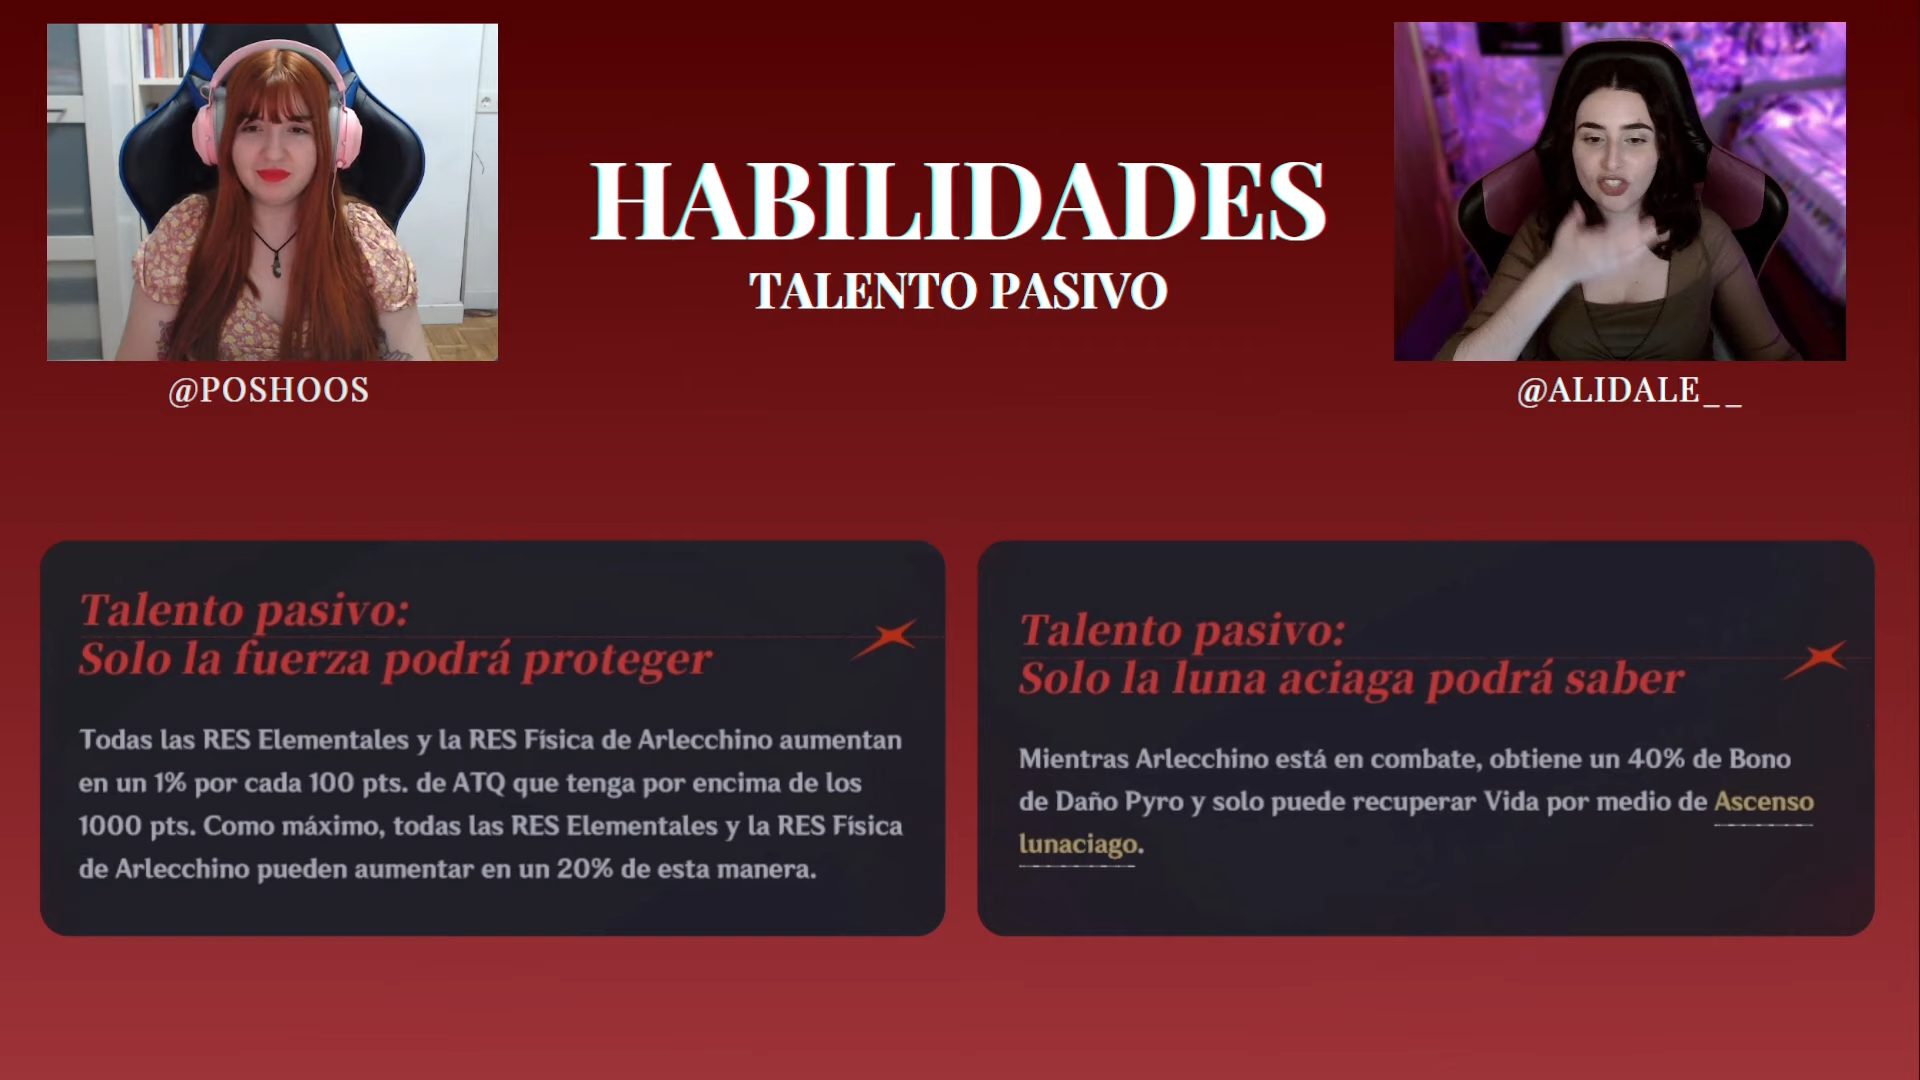 HABILIDADES
TALENTO PASIVO
@POSHOOS
@ALIDALE__
Talento pasivo:
Solo la fuerza podrá proteger
Todas las RES Elementales y la RES Física de Arlecchino aumentan
en un 1% por cada 100 pts. de ATQ que tenga por encima de los
1000 pts. Como máximo, todas las RES Elementales y la RES Física
de Arlecchino pueden aumentar en un 20% de esta manera.
Talento pasivo:
Solo la luna aciaga podrá saber
Mientras Arlecchino está en combate, obtiene un 40% de Bono
de Daño Pyro y solo puede recuperar Vida por medio de Ascenso
lunaciago.